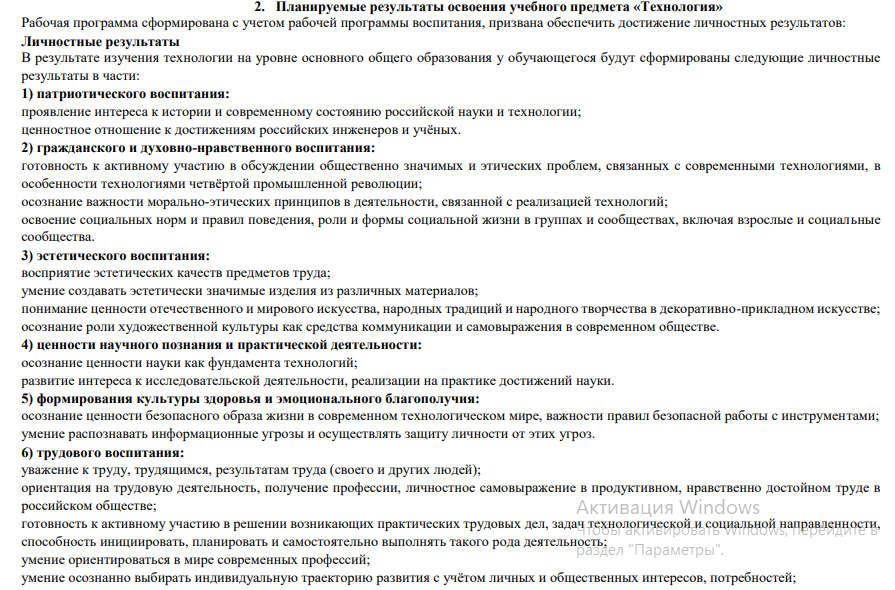 2. Планируемые результаты освоения учебного предмета «Технология»
Рабочая программа сформирована с учетом рабочей программы воспитания, призвана обеспечить достижение личностных результатов:
Личностные результаты
В результате изучения технологии на уровне основного общего образования у обучающегося будут сформированы следующие личностные
результаты в части:
1) патриотического воспитания:
проявление интереса к истории и современному состоянию российской науки и технологии;
ценностное отношение к достижениям российских инженеров и учёных.
2) гражданского и духовно-нравственного воспитания:
готовность к активному участию в обсуждении общественно значимых и этических проблем, связанных с современными технологиями, в
особенности технологиями четвёртой промышленной революции;
осознание важности морально-этических принципов в деятельности, связанной с реализацией технологий;
освоение социальных норм и правил поведения, роли и формы социальной жизни в группах и сообществах, включая взрослые и социальные
сообщества.
3) эстетического воспитания:
восприятие эстетических качеств предметов труда;
умение создавать эстетически значимые изделия из различных материалов;
понимание ценности отечественного и мирового искусства, народных традиций и народного творчества в декоративно-прикладном искусстве;
осознание роли художественной культуры как средства коммуникации и самовыражения в современном обществе.
4) ценности научного познания и практической деятельности:
осознание ценности науки как фундамента технологий;
развитие интереса к исследовательской деятельности, реализации на практике достижений науки.
5) формирования культуры здоровья и эмоционального благополучия:
осознание ценности безопасного образа жизни в современном технологическом мире, важности правил безопасной работы с инструментами;
умение распознавать информационные угрозы и осуществлять защиту личности от этих угроз.
6) трудового воспитания:
уважение к труду, трудящимся, результатам труда (своего и других людей);
ориентация на трудовую деятельность, получение профессии, личностное самовыражение в продуктивном, нравственно достойном труде в
российском обществе;
готовность к активному участию в решении возникающих практических трудовых дел, задач технологической и социальной направленности,
способность инициировать, планировать и самостоятельно выполнять такого рода деятельность;
умение ориентироваться в мире современных профессий;
умение осознанно выбирать индивидуальную траекторию развития с учётом личных и общественных интересов, потребностей;
Активация Windows
Чтобы активировать Windows, перейдите в
раздел "Параметры".